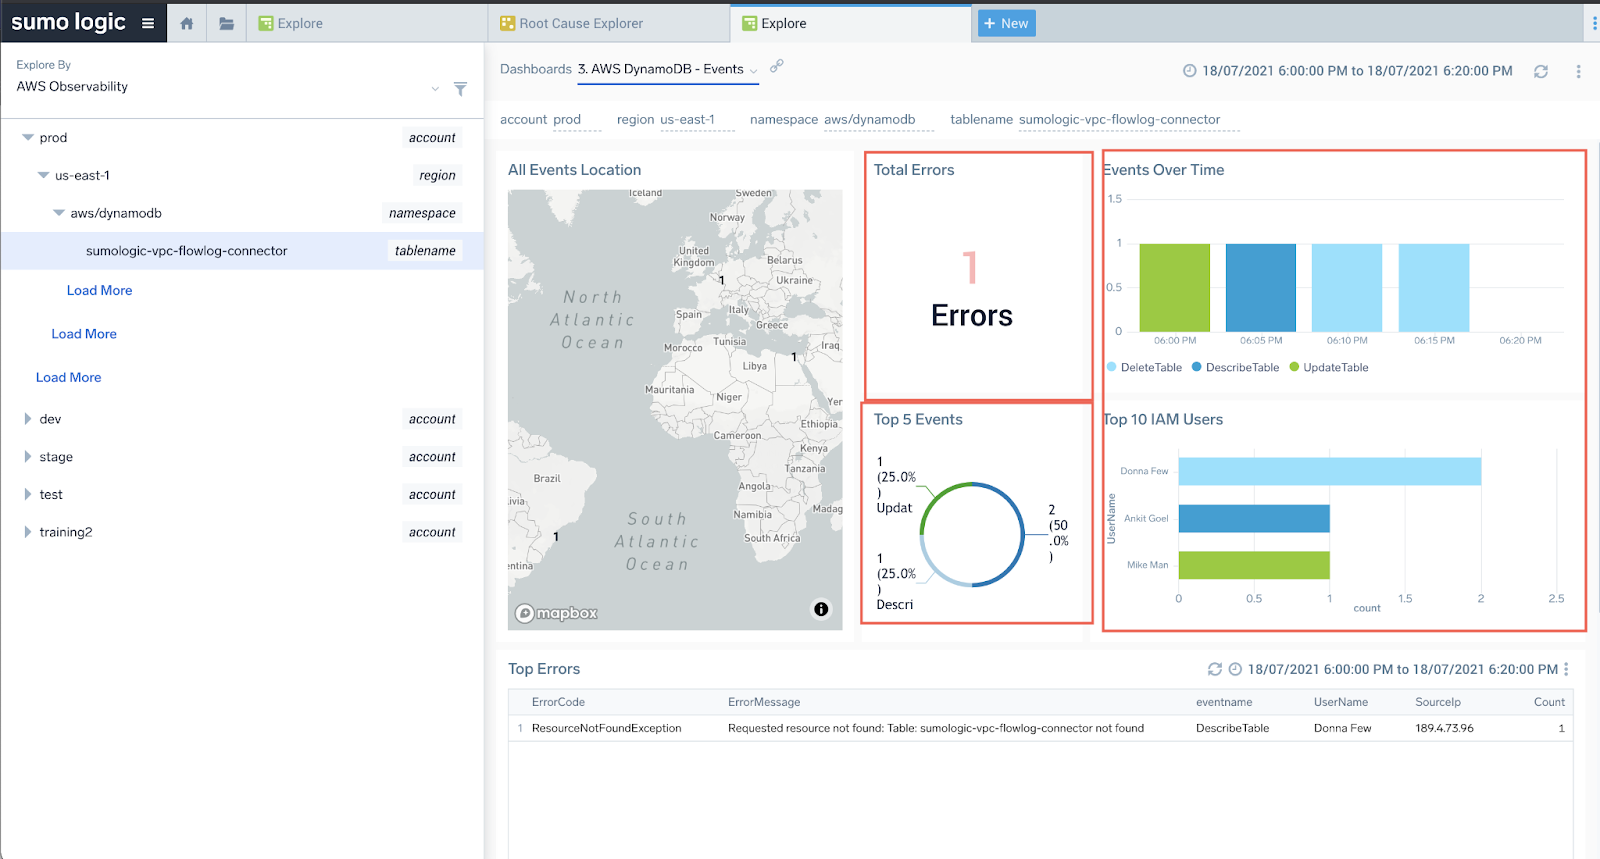 sumo logic
Explore
Root Cause Explorer
Explore
+ New
Explore By
AWS Observability
prod account
us-east-1 region
aws/dynamodb namespace
sumologic-vpc-flowlog-connector tablename
Load More
Load More
Load More
dev account
stage account
test account
training2 account
Dashboards 3. AWS DynamoDB - Events
18/07/2021 6:00:00 PM to 18/07/2021 6:20:00 PM
account prod region us-east-1 namespace aws/dynamodb tablename sumologic-vpc-flowlog-connector
All Events Location
Iceland
Sweden
Norway
United
Kingdom
Belarus
1
Ukraine
North
Atlantic
Ocean
Spain
Italy
Greece
Morocco
Tunisia
1
Iraq
Libya
Mauritania
Niger
Yer
Ethiopia
Cameroon
Kenya
Tanzania
Brazil
livia
Angola
Namibia
Madag
South
Atlantic
Ocean
South Africa
1
entina
mapbox
Total Errors
1
Errors
Top 5 Events
1
(25.0%
)
Updat
2
(50
.0%
)
1
(25.0%
)
Descri
Events Over Time
1.5
1
0.5
0
06:00 PM 06:05 PM 06:10 PM 06:15 PM 06:20 PM
DeleteTable DescribeTable UpdateTable
Top 10 IAM Users
UserName
Donna Few
Ankit Goel
Mike Man
0 0.5 1 1.5 2 2.5
count
Top Errors
18/07/2021 6:00:00 PM to 18/07/2021 6:20:00 PM
ErrorCode ErrorMessage eventname UserName SourceIp Count
1 ResourceNotFoundException Requested resource not found: Table: sumologic-vpc-flowlog-connector not found DescribeTable Donna Few 189.4.73.96 1